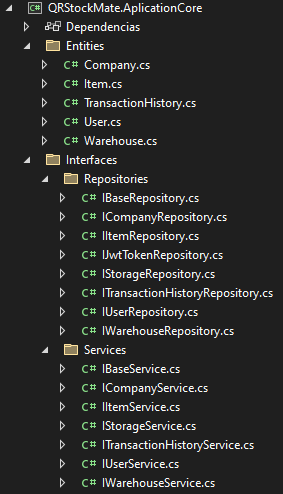 C# QRStockMate.AplicationCore
Dependencias
Entities
C# Company.cs
C# Item.cs
C# TransactionHistory.cs
C# User.cs
C# Warehouse.cs
Interfaces
Repositories
C# IBaseRepository.cs
C# ICompanyRepository.cs
C# IItemRepository.cs
C# IJwtTokenRepository.cs
C# IStorageRepository.cs
C# ITransactionHistoryRepository.cs
C# IUserRepository.cs
C# IWarehouseRepository.cs
Services
C# IBaseService.cs
C# ICompanyService.cs
C# IItemService.cs
C# IStorageService.cs
C# ITransactionHistoryService.cs
C# IUserService.cs
C# IWarehouseService.cs